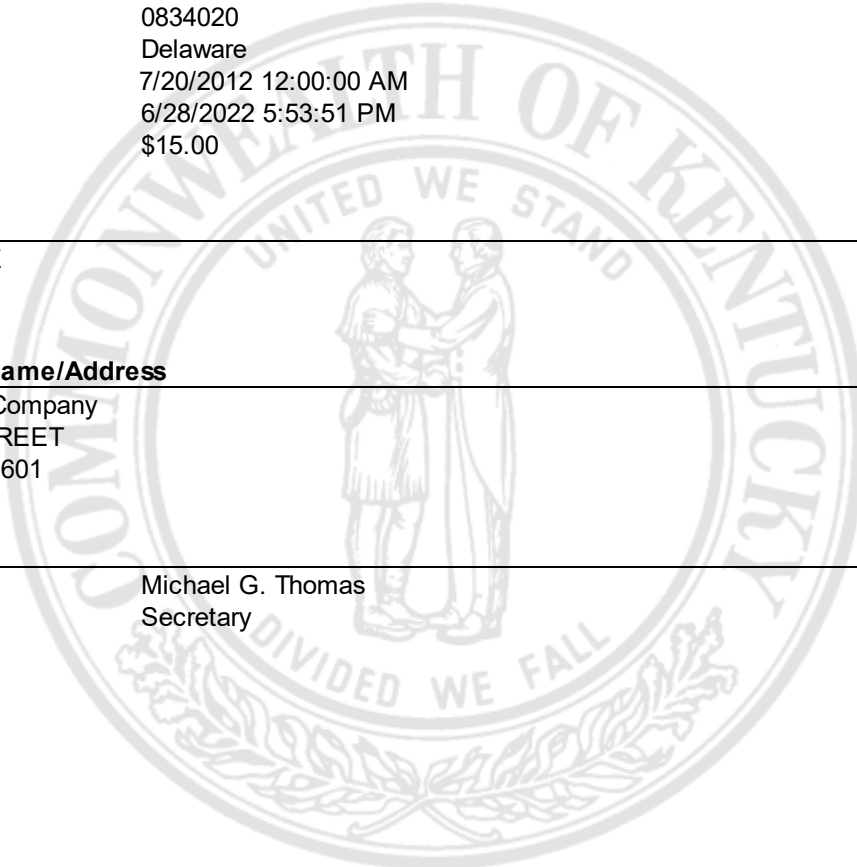 0834020
Delaware
7/20/2012 12:00:00 AM
6/28/2022 5:53:51 PM
$15.00
ame/Address
Company
REET
601
Michael G. Thomas
Secretary
COMMONWEALTH OF KENTUCKY
UNITED WE STAND
DIVIDED WE FALL